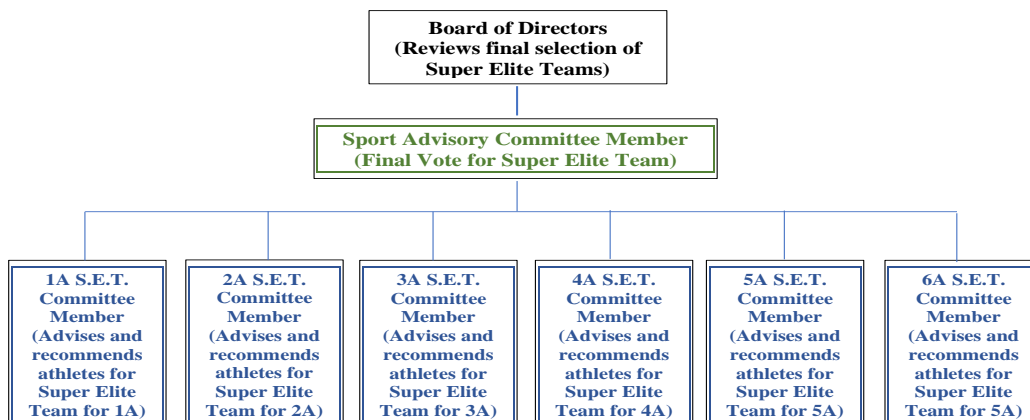 Board of Directors
(Reviews final selection of
Super Elite Teams)
Sport Advisory Committee Member
(Final Vote for Super Elite Team)
1A S.E.T.
Committee
Member
(Advises and
recommends
athletes for
Super Elite
Team for 1A)
2A S.E.T.
Committee
Member
(Advises and
recommends
athletes for
Super Elite
Team for 2A)
3A S.E.T.
Committee
Member
(Advises and
recommends
athletes for
Super Elite
Team for 3A)
4A S.E.T.
Committee
Member
(Advises and
recommends
athletes for
Super Elite
Team for 4A)
5A S.E.T.
Committee
Member
(Advises and
recommends
athletes for
Super Elite
Team for 5A)
6A S.E.T.
Committee
Member
(Advises and
recommends
athletes for
Super Elite
Team for 5A)